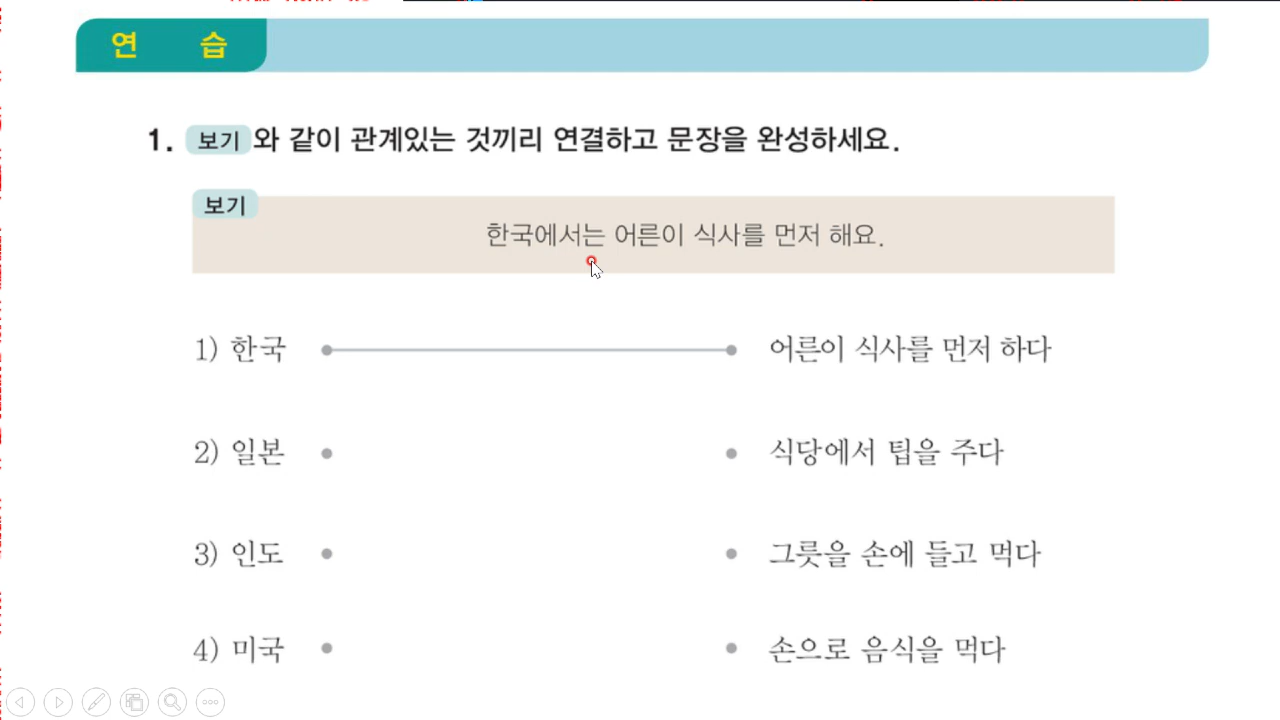 연 습
1. 보기 와 같이 관계있는 것끼리 연결하고 문장을 완성하세요.
보기
한국에서는 어른이 식사를 먼저 해요.
1) 한국 어른이 식사를 먼저 하다
2) 일본 식당에서 팁을 주다
3) 인도 그릇을 손에 들고 먹다
4) 미국 손으로 음식을 먹다